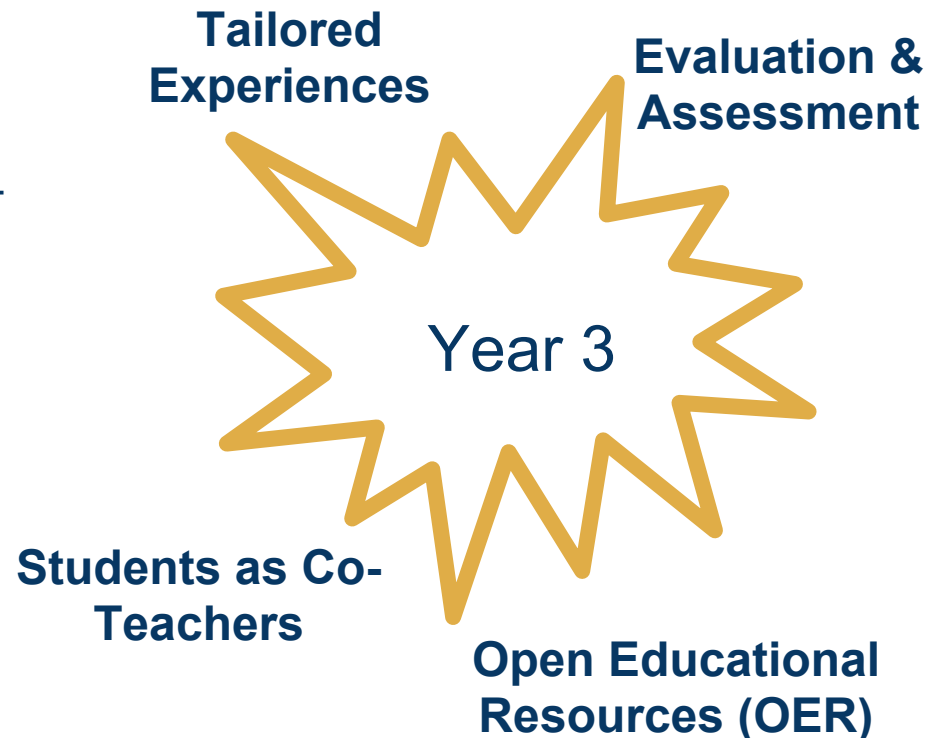 Tailored
Experiences
Evaluation &
Assessment
Year 3
Students as Co-
Teachers
Open Educational
Resources (OER)